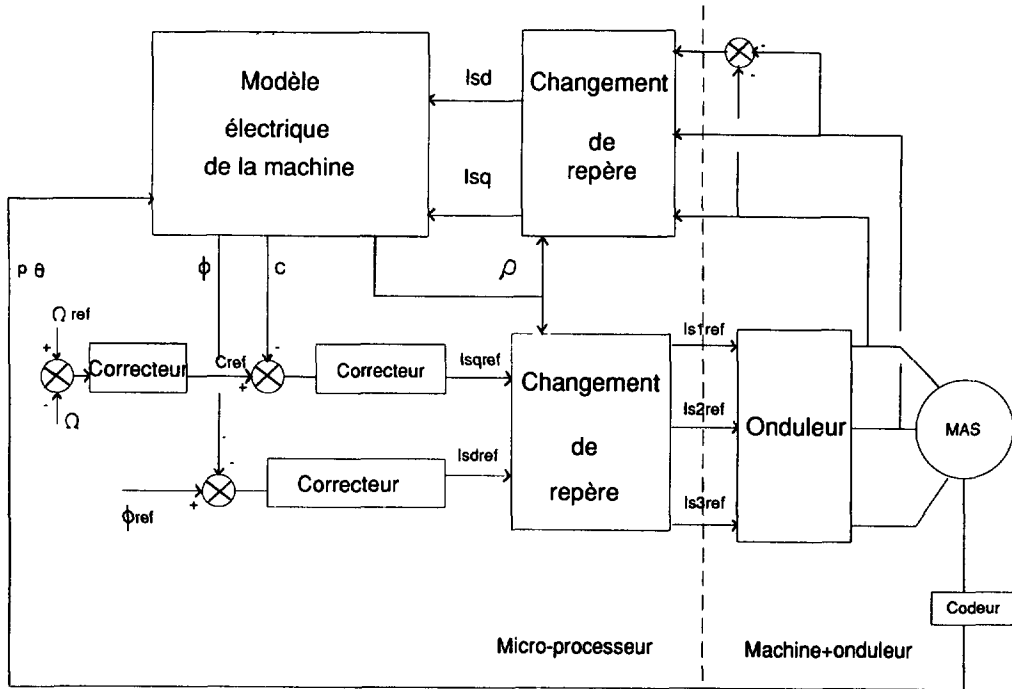 Modèle
électrique
de la machine
Isd
Isq
Changement
de
repère
p θ
ϕ
C
ρ
Ω ref
+
-
Ω
Correcteur
Cref
+
-
Correcteur
Isqref
Changement
de
repère
Is1ref
Is2ref
Is3ref
Onduleur
MAS
ϕref
+
-
Correcteur
Isdref
Codeur
Micro-processeur
Machine+onduleur
-
-